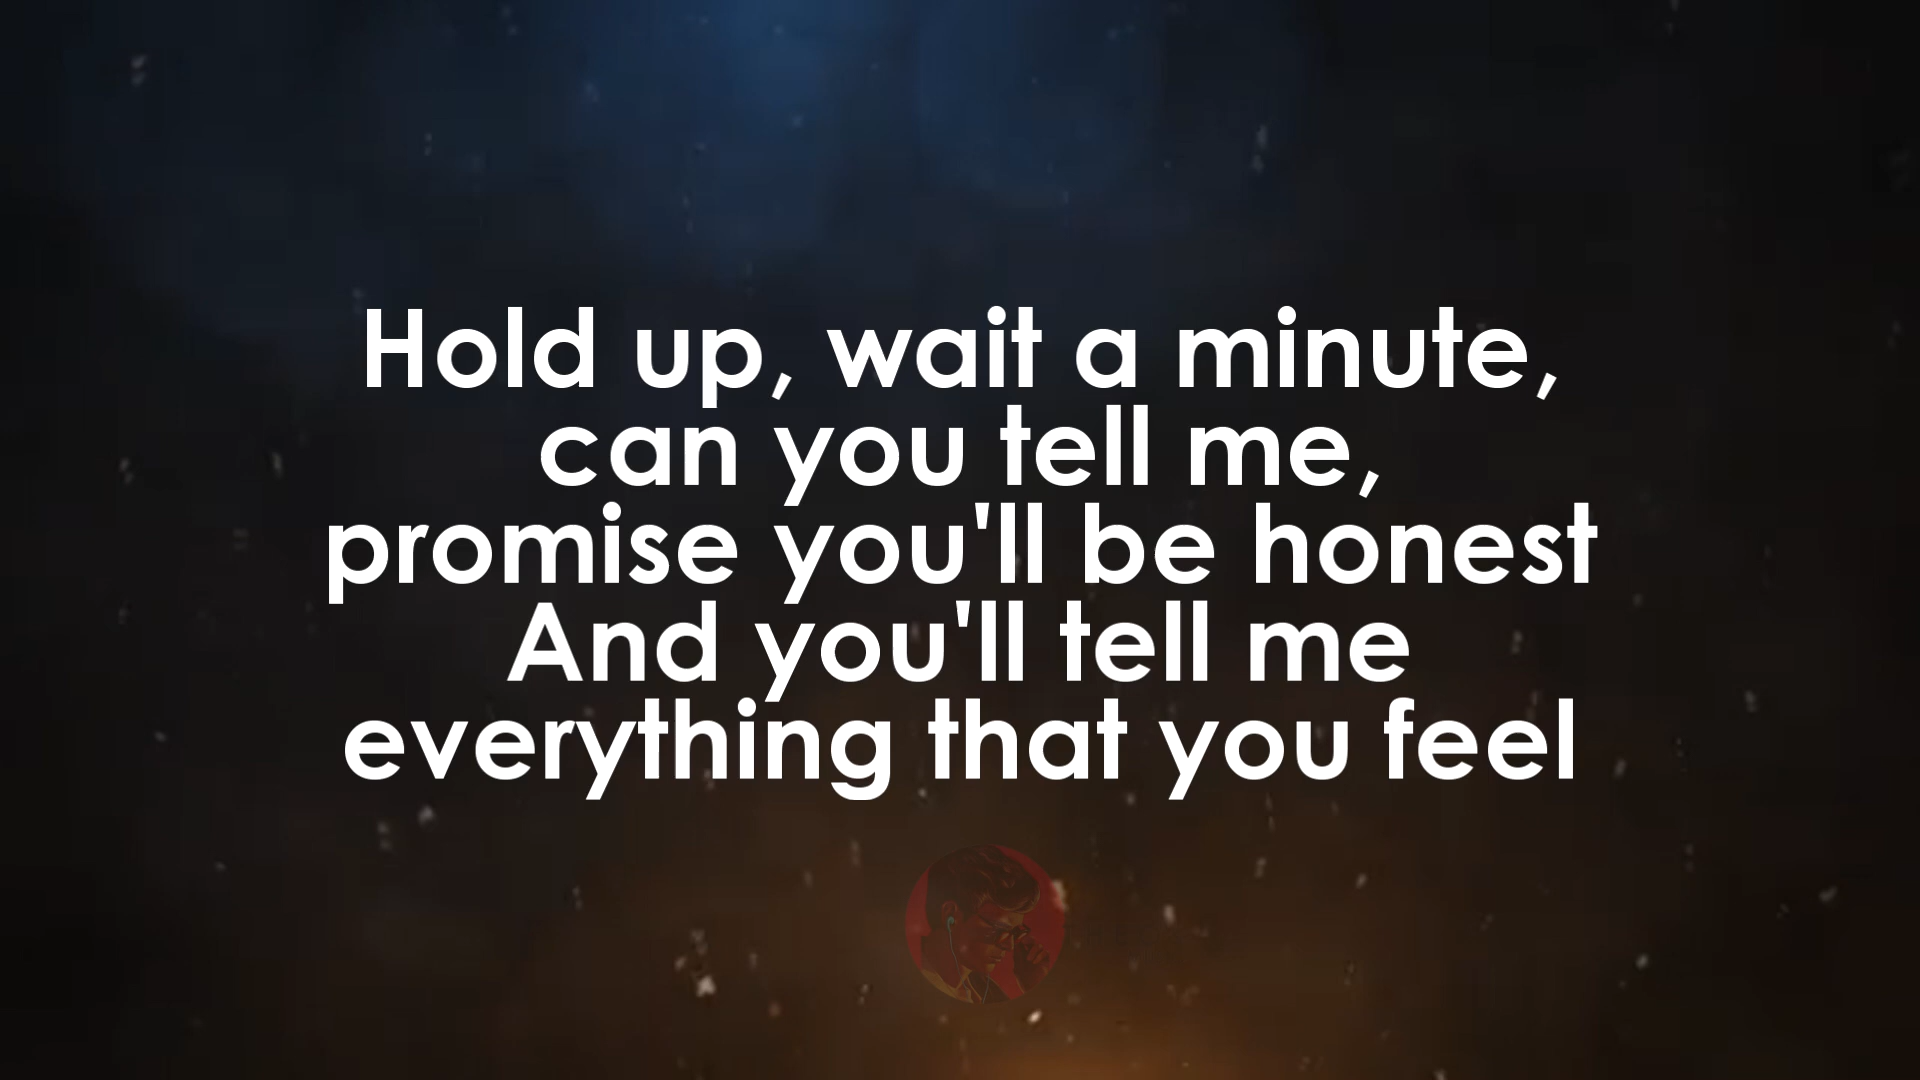 Hold up, wait a minute,
can you tell me,
promise you'll be honest
And you'll tell me
everything that you feel